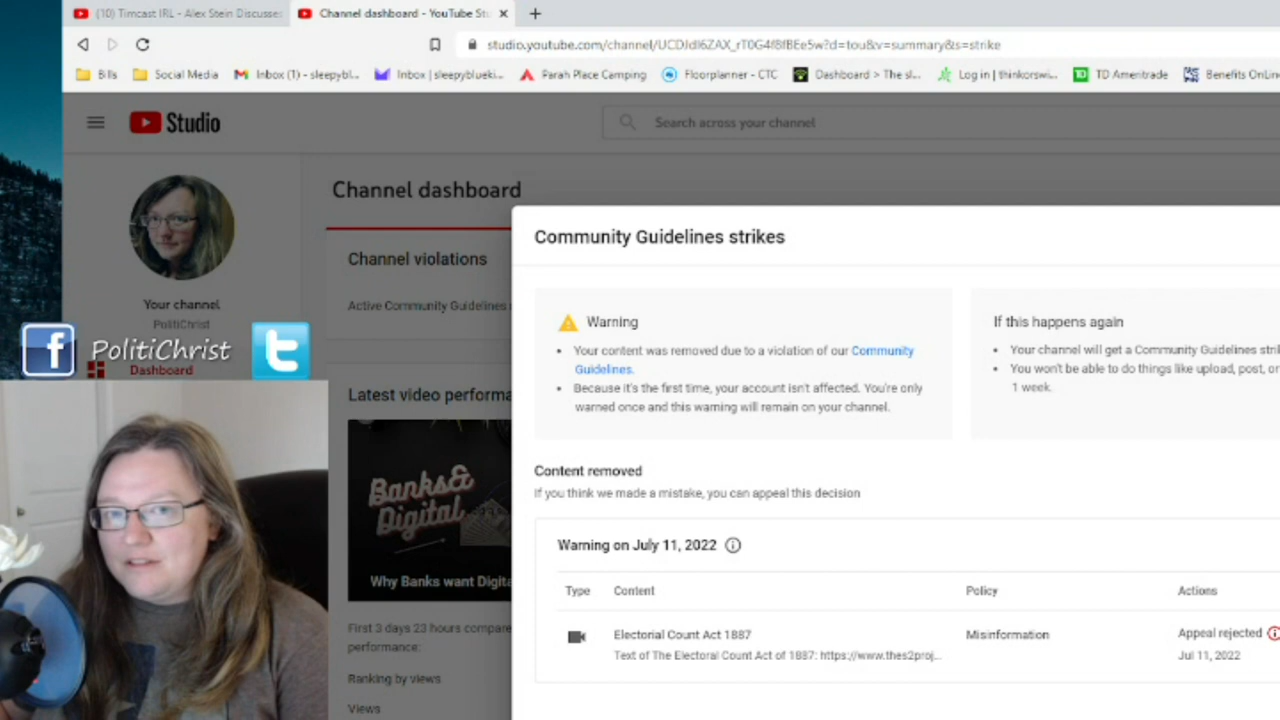 (10) Timcast IRL - Alex Stein Discusses
Channel dashboard - YouTube St
studio.youtube.com/channel/
?d=tou&v=summary&s=strike
Bills
Social Media
Inbox (1) - sleepybl...
Inbox | sleepyblueki...
Parah Place Camping
Floorplanner - CTC
Dashboard > The sl...
Log in | thinkorswi...
TD Ameritrade
Benefits OnLin
Studio
Search across your channel
Channel dashboard
Your channel
PolitiChrist
PolitiChrist
Dashboard
Channel violations
Active Community Guidelines
Latest video performa
Banks&
Digital
Why Banks want Digita
First 3 days 23 hours compare
performance:
Ranking by views
Views
Community Guidelines strikes
Warning
• Your content was removed due to a violation of our Community
Guidelines.
• Because it's the first time, your account isn't affected. You're only
warned once and this warning will remain on your channel.
If this happens again
• Your channel will get a Community Guidelines stri
• You won't be able to do things like upload, post, or
1 week.
Content removed
If you think we made a mistake, you can appeal this decision
Warning on July 11, 2022
Type Content Policy Actions
Electorial Count Act 1887 Misinformation Appeal rejected
Text of The Electoral Count Act of 1887: https://www.thes2proj... Jul 11, 2022